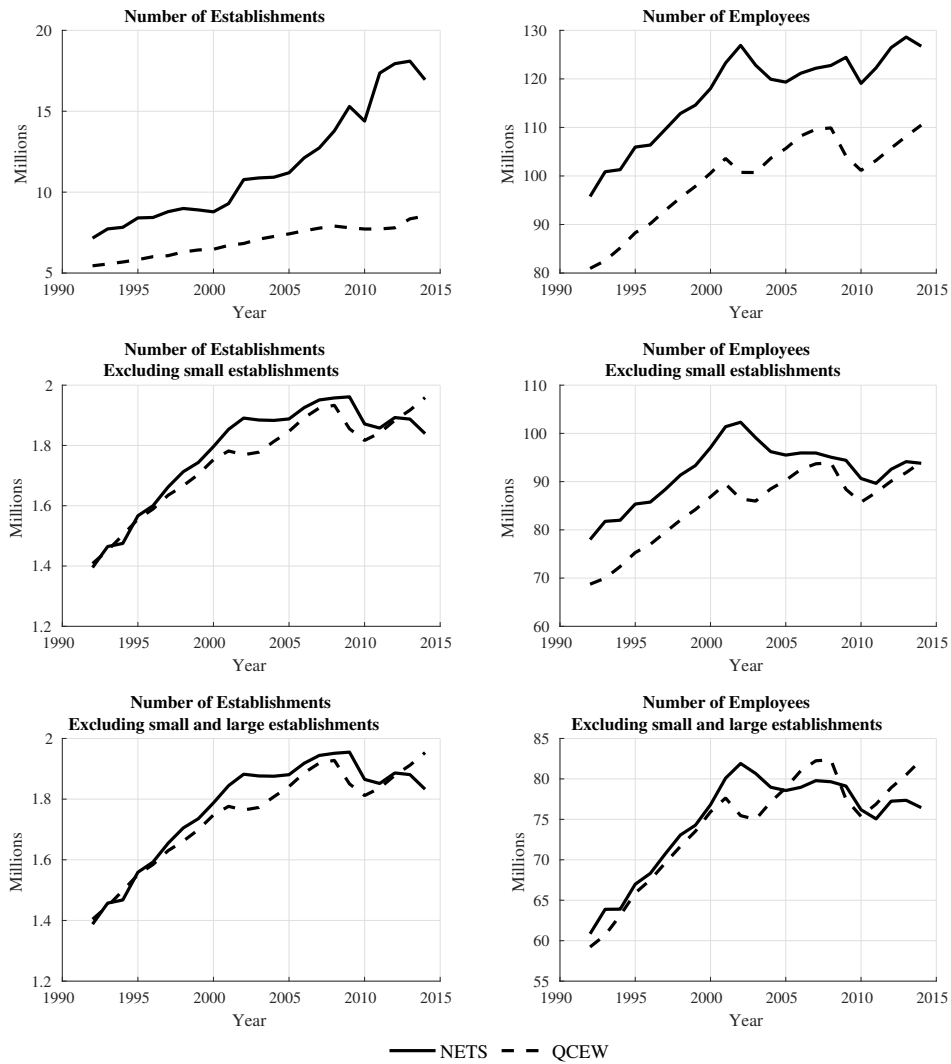 Number of Establishments
20
15
10
5
Millions
1990 1995 2000 2005 2010 2015
Year
Number of Employees
130
120
110
100
90
80
Millions
1990 1995 2000 2005 2010 2015
Year
Number of Establishments
Excluding small establishments
2
1.8
1.6
1.4
1.2
Millions
1990 1995 2000 2005 2010 2015
Year
Number of Employees
Excluding small establishments
110
100
90
80
70
60
Millions
1990 1995 2000 2005 2010 2015
Year
Number of Establishments
Excluding small and large establishments
2
1.8
1.6
1.4
1.2
Millions
1990 1995 2000 2005 2010 2015
Year
Number of Employees
Excluding small and large establishments
85
80
75
70
65
60
55
Millions
1990 1995 2000 2005 2010 2015
Year
NETS QCEW